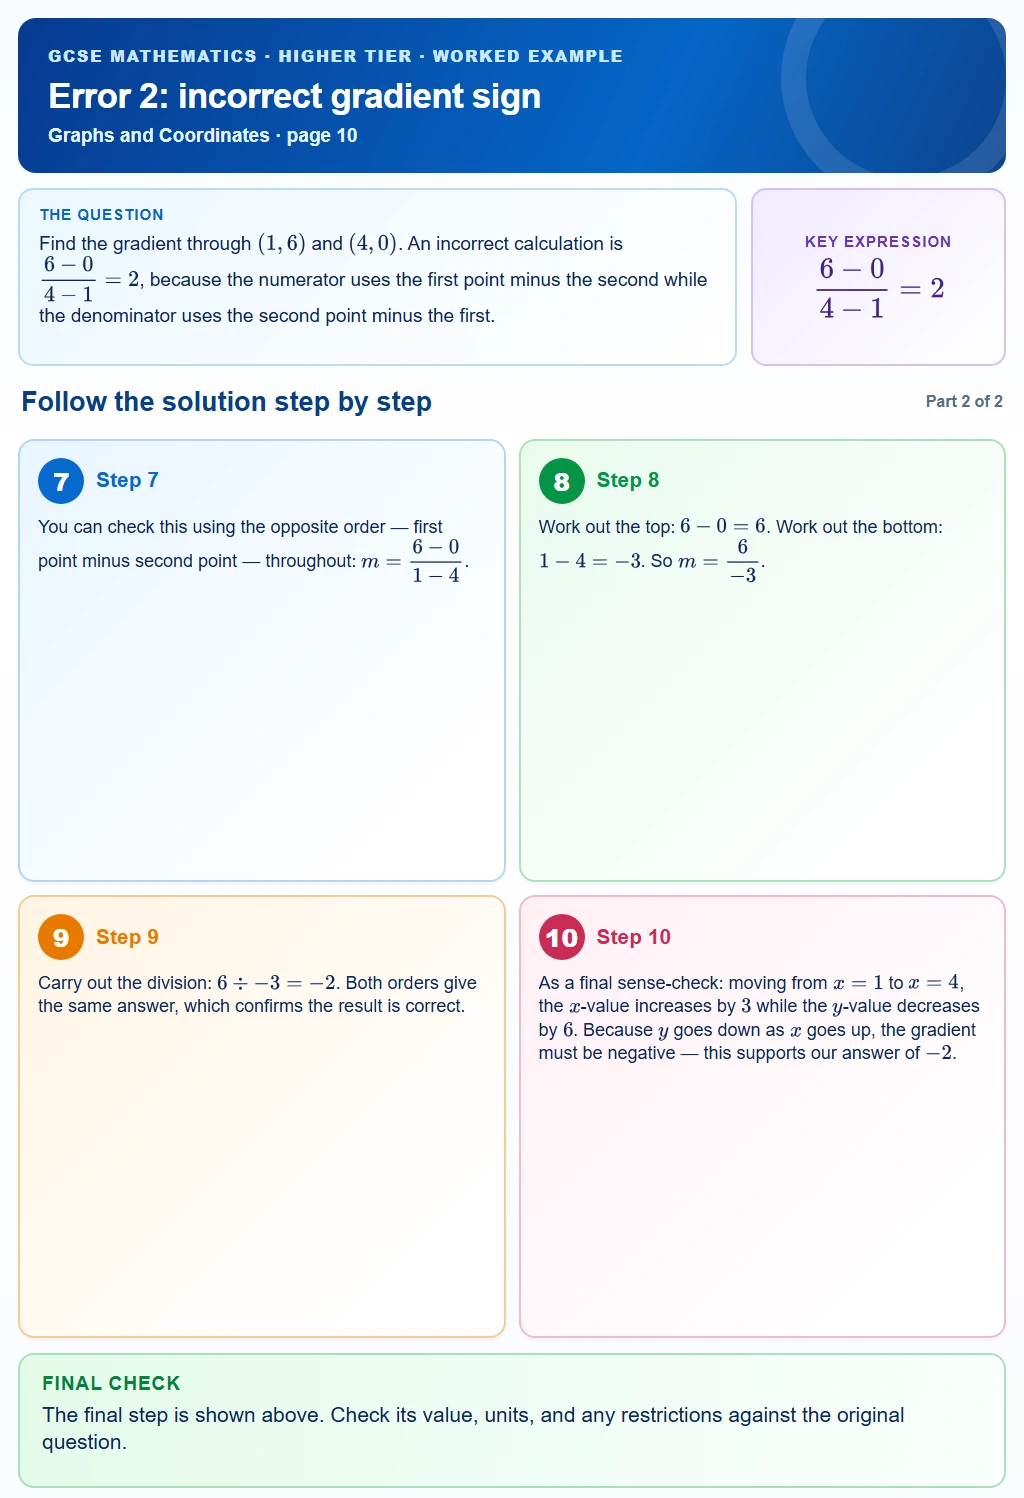 GCSE MATHEMATICS · HIGHER TIER · WORKED EXAMPLE
Error 2: incorrect gradient sign
Graphs and Coordinates · page 10
THE QUESTION
Find the gradient through (1, 6) and (4, 0). An incorrect calculation is
\frac{6 − 0}{4 − 1} = 2, because the numerator uses the first point minus the second while
the denominator uses the second point minus the first.
KEY EXPRESSION
\frac{6 − 0}{4 − 1} = 2
Follow the solution step by step
Part 2 of 2
7 Step 7
You can check this using the opposite order — first
point minus second point — throughout: m = \frac{6 − 0}{1 − 4}.
8 Step 8
Work out the top: 6 − 0 = 6. Work out the bottom:
1 − 4 = −3. So m = \frac{6}{−3}.
9 Step 9
Carry out the division: 6 ÷ −3 = −2. Both orders give
the same answer, which confirms the result is correct.
10 Step 10
As a final sense-check: moving from x = 1 to x = 4,
the x-value increases by 3 while the y-value decreases
by 6. Because y goes down as x goes up, the gradient
must be negative — this supports our answer of −2.
FINAL CHECK
The final step is shown above. Check its value, units, and any restrictions against the original
question.